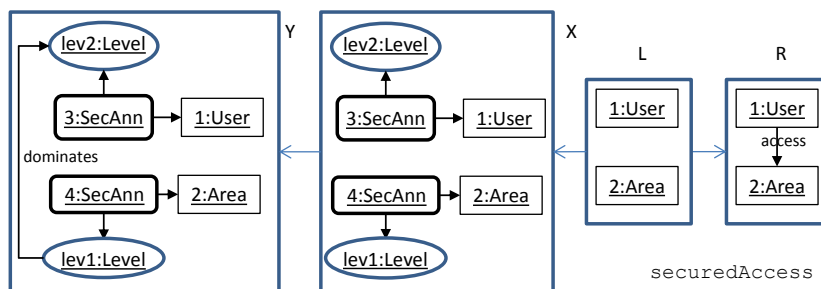 Y
lev2:Level
3:SecAnn
1:User
dominates
4:SecAnn
2:Area
lev1:Level
X
lev2:Level
3:SecAnn
1:User
4:SecAnn
2:Area
lev1:Level
L
1:User
2:Area
R
1:User
access
2:Area
securedAccess